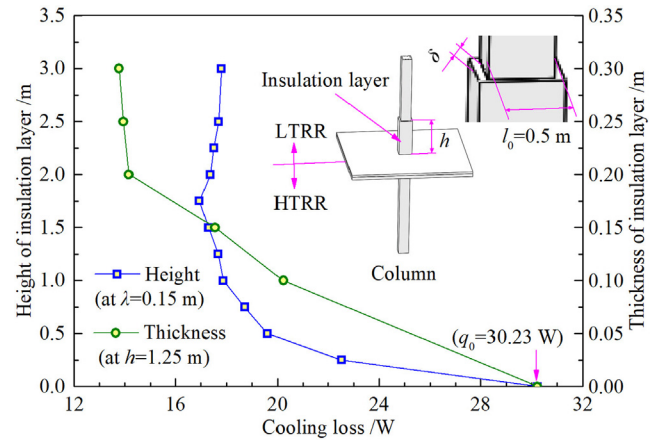 Height of insulation layer /m
3.5
3.0
2.5
2.0
1.5
1.0
0.5
0.0
Insulation layer
LTRR
HTRR
h
Column
δ
l₀=0.5 m
Height
(at λ=0.15 m)
Thickness
(at h=1.25 m)
(q₀=30.23 W)
0.35
0.30
0.25
0.20
0.15
0.10
0.05
0.00
Thickness of insulation layer /m
12 16 20 24 28 32
Cooling loss /W